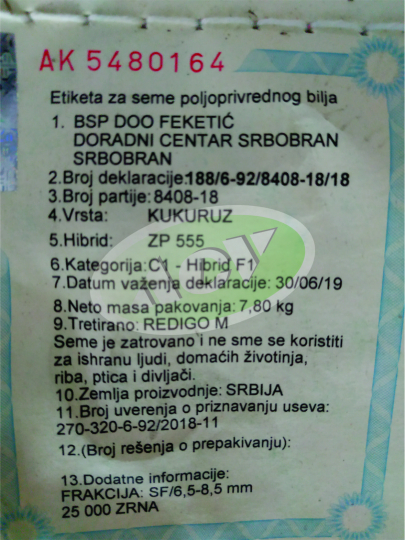 AK 5480164
Etiketa za seme poljoprivrednog bilja
1. BSP DOO FEKETIĆ
DORADNI CENTAR SRBOBRAN
SRBOBRAN
2.Broj deklaracije:188/6-92/8408-18/18
3.Broj partije:8408-18
4.Vrsta: KUKURUZ
5.Hibrid: ZP 555
6.Kategorija:C1 - Hibrid F1
7.Datum važenja deklaracije: 30/06/19
8.Neto masa pakovanja: 7,80 kg
9.Tretirano: REDIGO M
Seme je zatrovano i ne sme se koristiti
za ishranu ljudi, domaćih životinja,
riba, ptica i divljači.
10.Zemlja proizvodnje: SRBIJA
11.Broj uverenja o priznavanju useva:
270-320-6-92/2018-11
12.(Broj rešenja o prepakivanju):
13.Dodatne informacije:
FRAKCIJA: SF/6,5-8,5 mm
25 000 ZRNA